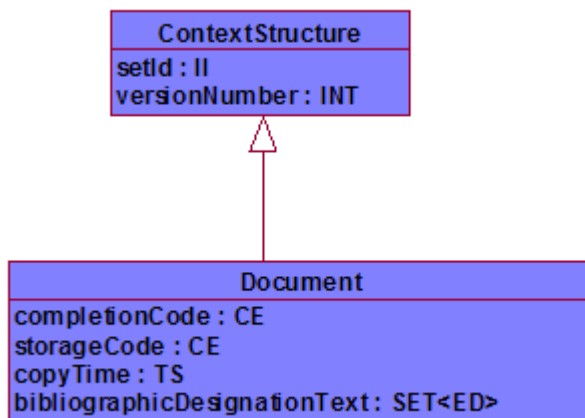 ContextStructure
setId : II
versionNumber : INT
Document
completionCode : CE
storageCode : CE
copyTime : TS
bibliographicDesignationText : SET<ED>